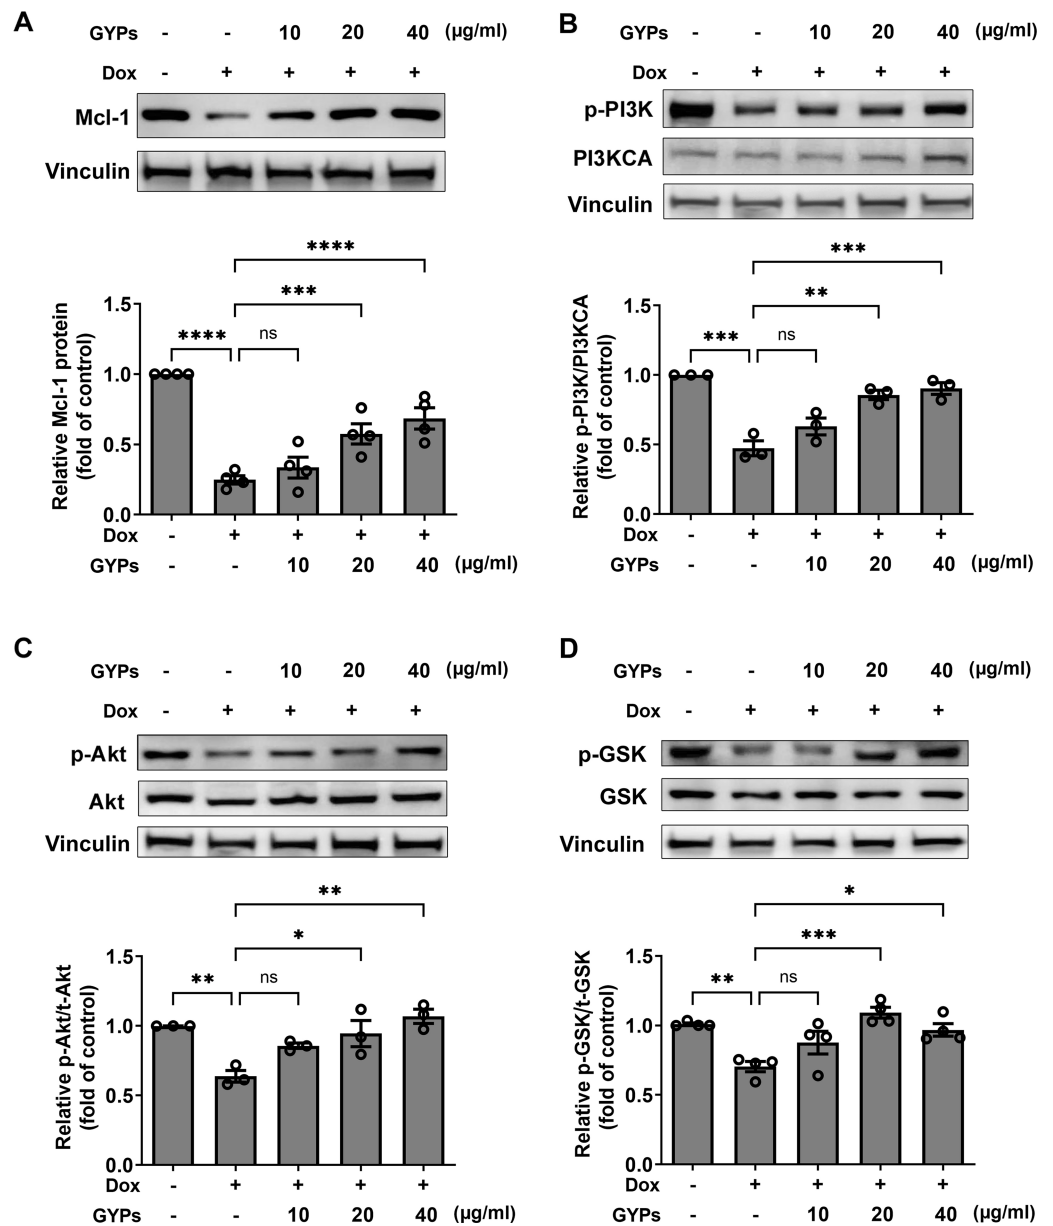 A
GYPs - - 10 20 40 (µg/ml)
Dox - + + + +
Mcl-1
Vinculin
****
***
**** ns
Relative Mcl-1 protein
(fold of control)
1.5
1.0
0.5
0.0
Dox - + + + +
GYPs - - 10 20 40 (µg/ml)
B
GYPs - - 10 20 40 (µg/ml)
Dox - + + + +
p-PI3K
PI3KCA
Vinculin
***
**
*** ns
Relative p-PI3K/PI3KCA
(fold of control)
1.5
1.0
0.5
0.0
Dox - + + + +
GYPs - - 10 20 40 (µg/ml)
C
GYPs - - 10 20 40 (µg/ml)
Dox - + + + +
p-Akt
Akt
Vinculin
**
*
** ns
Relative p-Akt/t-Akt
(fold of control)
1.5
1.0
0.5
0.0
Dox - + + + +
GYPs - - 10 20 40 (µg/ml)
D
GYPs - - 10 20 40 (µg/ml)
Dox - + + + +
p-GSK
GSK
Vinculin
*
***
** ns
Relative p-GSK/t-GSK
(fold of control)
1.5
1.0
0.5
0.0
Dox - + + + +
GYPs - - 10 20 40 (µg/ml)